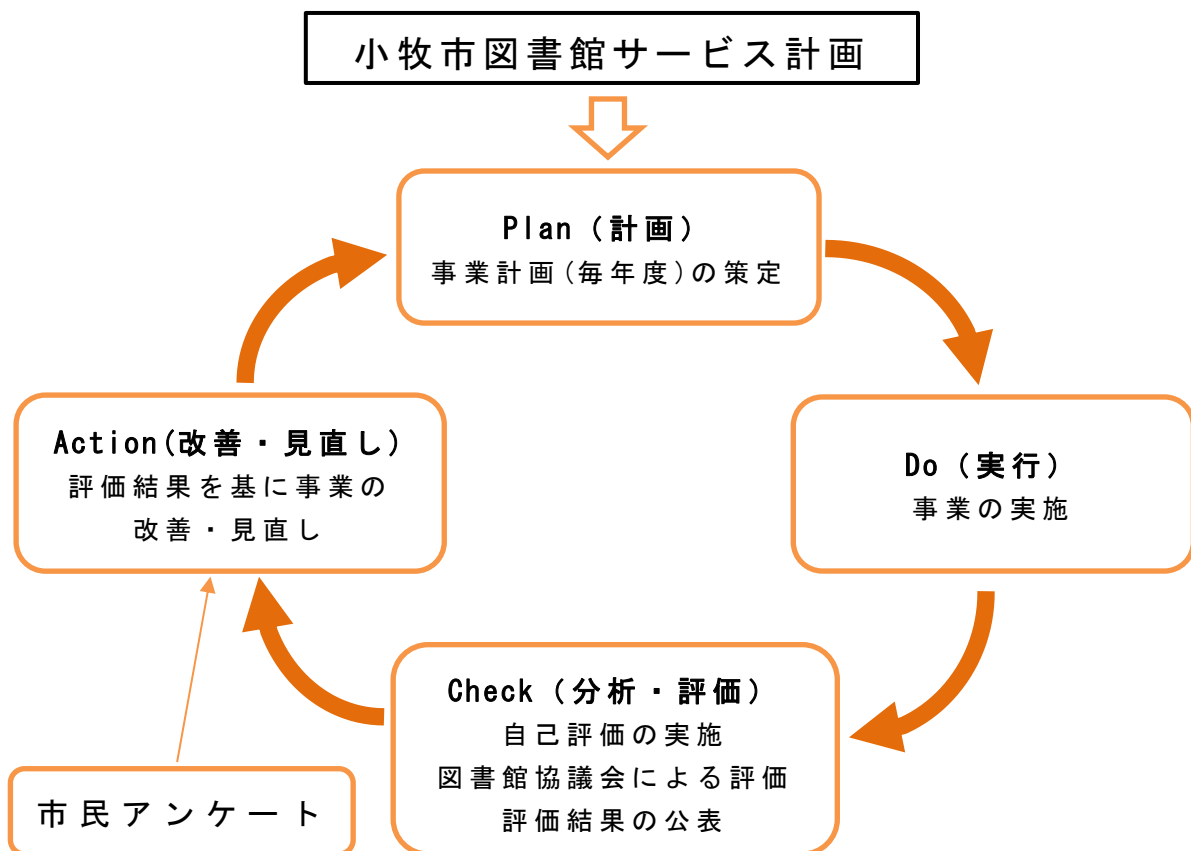 小牧市図書館サービス計画
Plan（計画）
事業計画(毎年度)の策定
Do（実行）
事業の実施
Check（分析・評価）
自己評価の実施
図書館協議会による評価
評価結果の公表
Action(改善・見直し)
評価結果を基に事業の
改善・見直し
市民アンケート